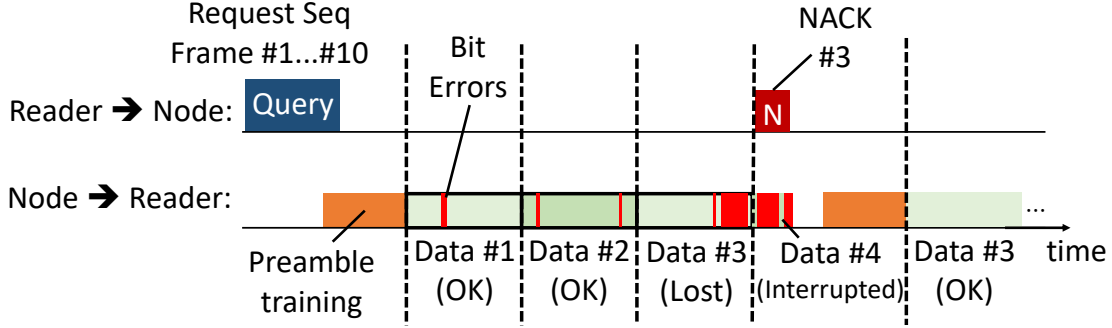 Request Seq
Frame #1...#10
Bit
Errors
NACK
#3
Reader ➔ Node:
Query
N
Node ➔ Reader:
...
Preamble
training
Data #1
(OK)
Data #2
(OK)
Data #3
(Lost)
Data #4
(Interrupted)
Data #3
(OK)
time